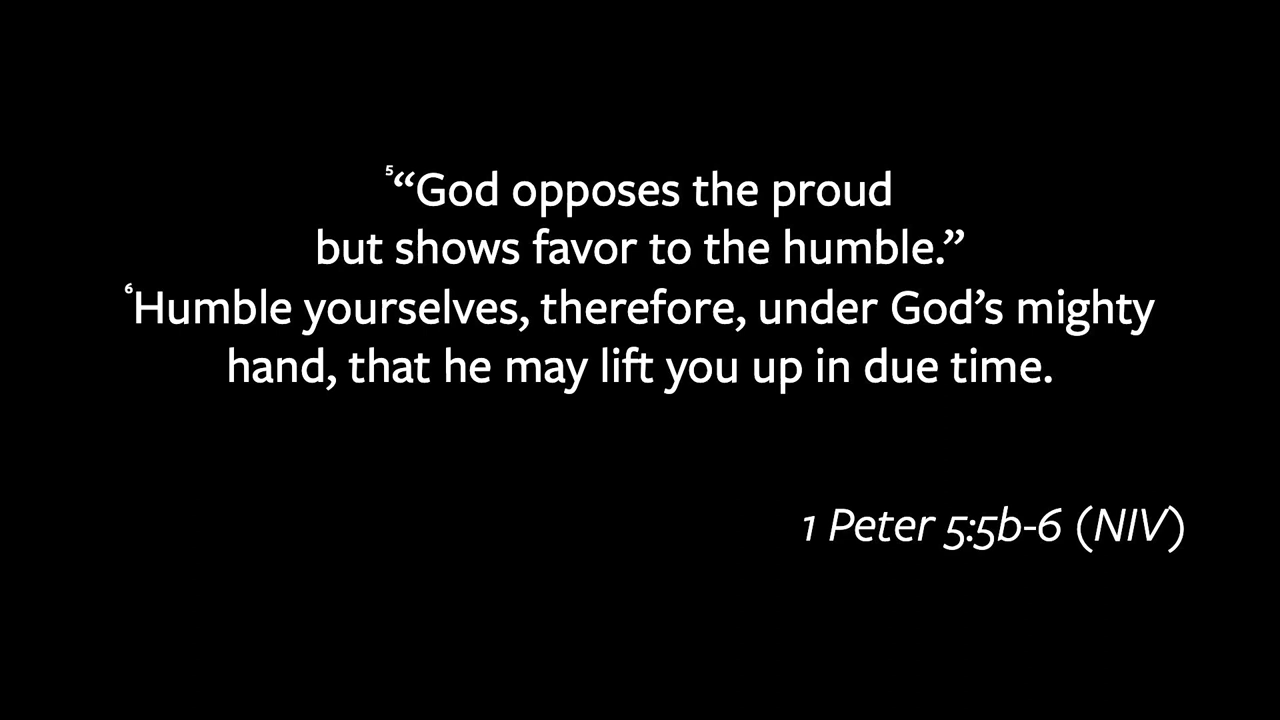 ⁵“God opposes the proud
but shows favor to the humble.”
⁶Humble yourselves, therefore, under God’s mighty
hand, that he may lift you up in due time.
1 Peter 5:5b-6 (NIV)